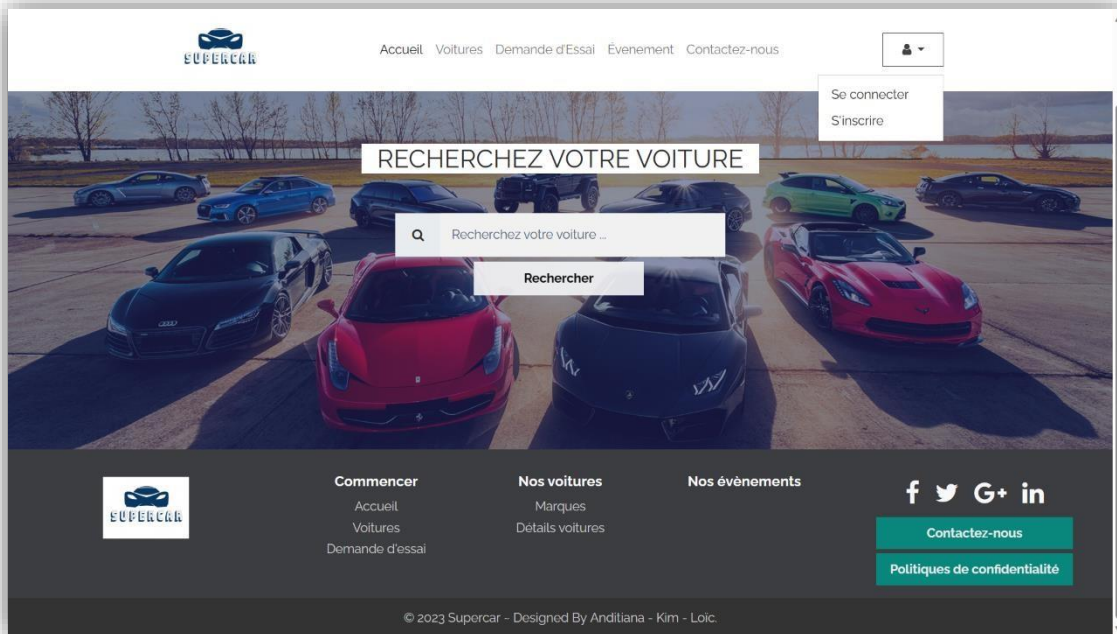 SUPERCAR
Accueil Voitures Demande d'Essai Évenement Contactez-nous
Se connecter
S'inscrire
RECHERCHEZ VOTRE VOITURE
Recherchez votre voiture ...
Rechercher
SUPERCAR
Commencer
Accueil
Voitures
Demande d'essai
Nos voitures
Marques
Détails voitures
Nos évènements
f G+ in
Contactez-nous
Politiques de confidentialité
© 2023 Supercar - Designed By Anditiana - Kim - Loïc.